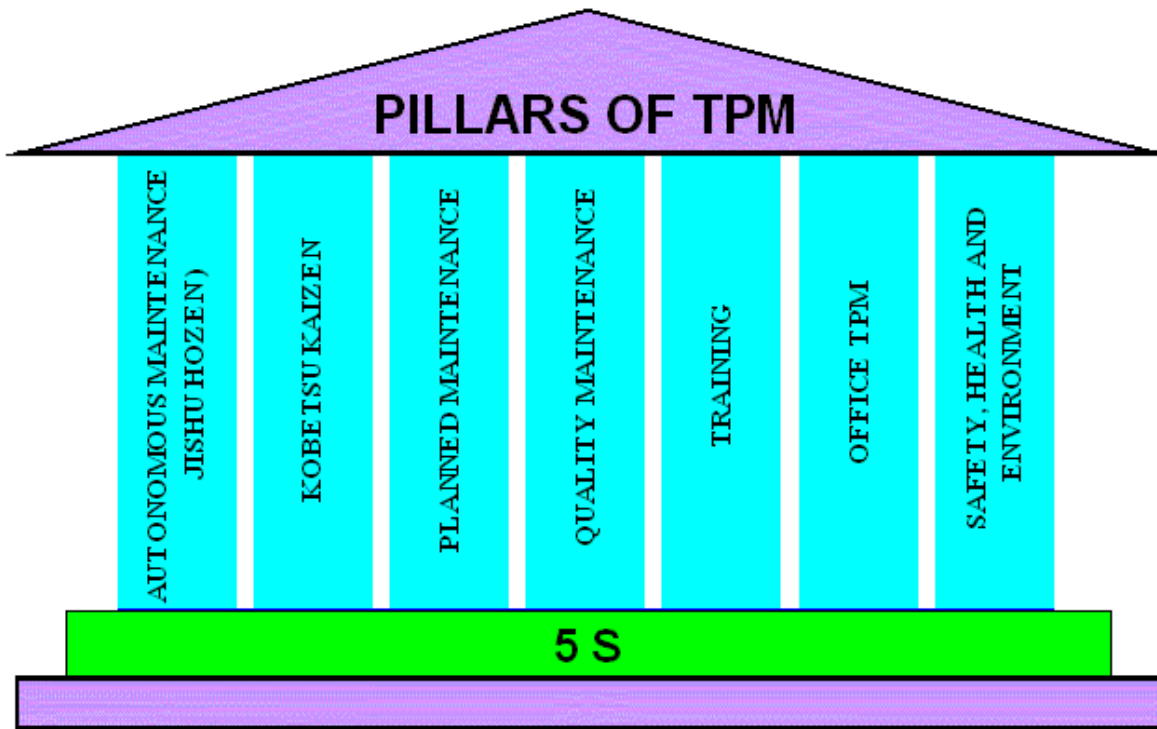 PILLARS OF TPM
AUTONOMOUS MAINTENANCE
JISHU HOZEN)
KOBETSU KAIZEN
PLANNED MAINTENANCE
QUALITY MAINTENANCE
TRAINING
OFFICE TPM
SAFETY, HEALTH AND
ENVIRONMENT
5 S